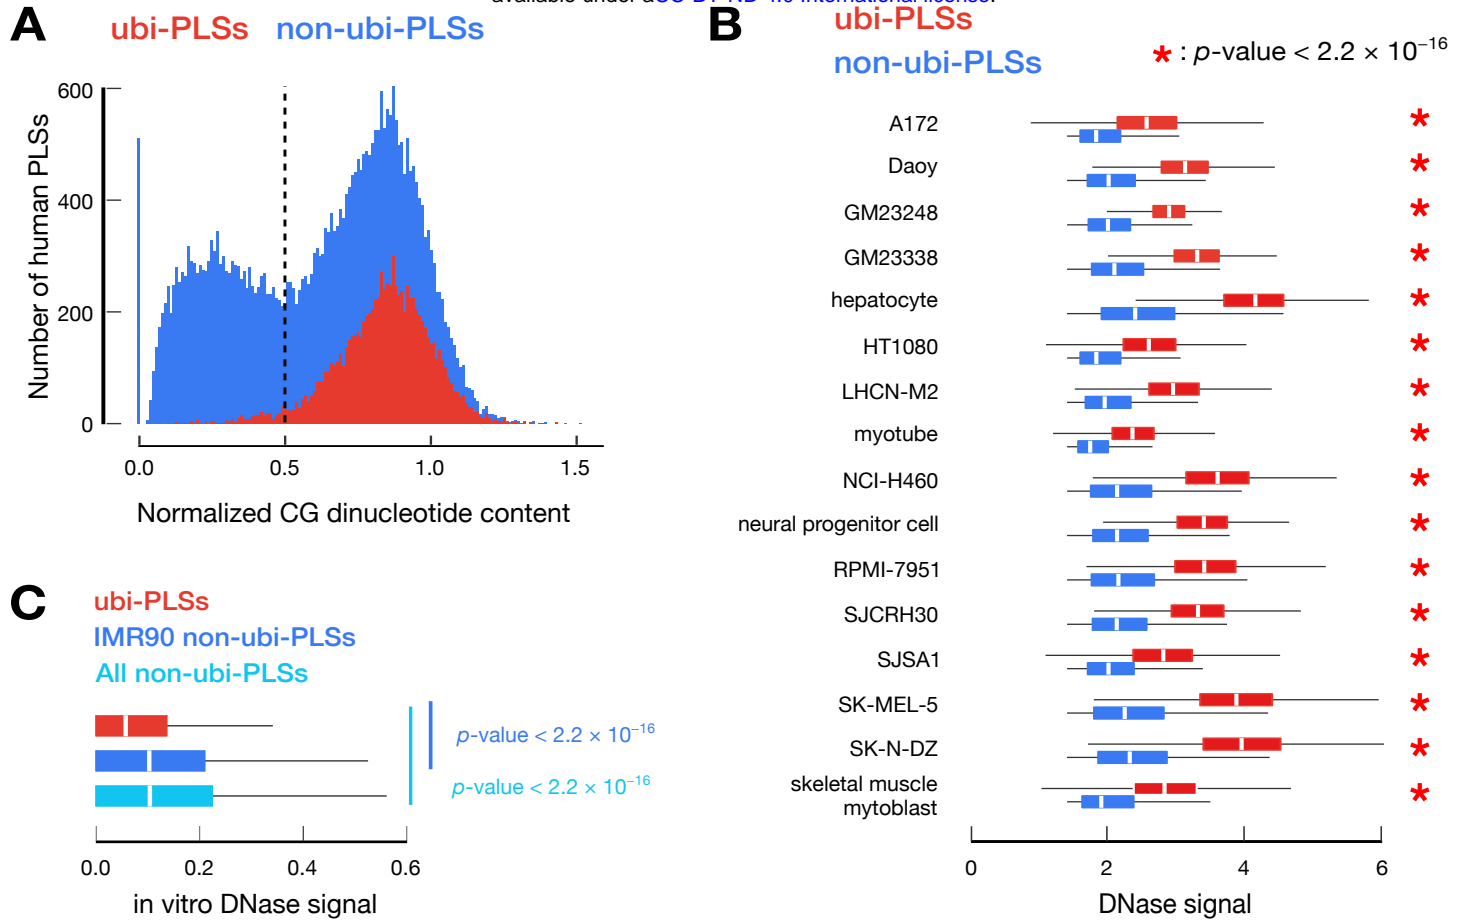 A
ubi-PLSs non-ubi-PLSs
600
400
200
0
Number of human PLSs
0.0 0.5 1.0 1.5
Normalized CG dinucleotide content
B
ubi-PLSs
non-ubi-PLSs
* : p-value < 2.2 × 10⁻¹⁶
A172 *
Daoy *
GM23248 *
GM23338 *
hepatocyte *
HT1080 *
LHCN-M2 *
myotube *
NCI-H460 *
neural progenitor cell *
RPMI-7951 *
SJCRH30 *
SJSA1 *
SK-MEL-5 *
SK-N-DZ *
skeletal muscle
mytoblast *
0 2 4 6
DNase signal
C
ubi-PLSs
IMR90 non-ubi-PLSs
All non-ubi-PLSs
p-value < 2.2 × 10⁻¹⁶
p-value < 2.2 × 10⁻¹⁶
0.0 0.2 0.4 0.6
in vitro DNase signal